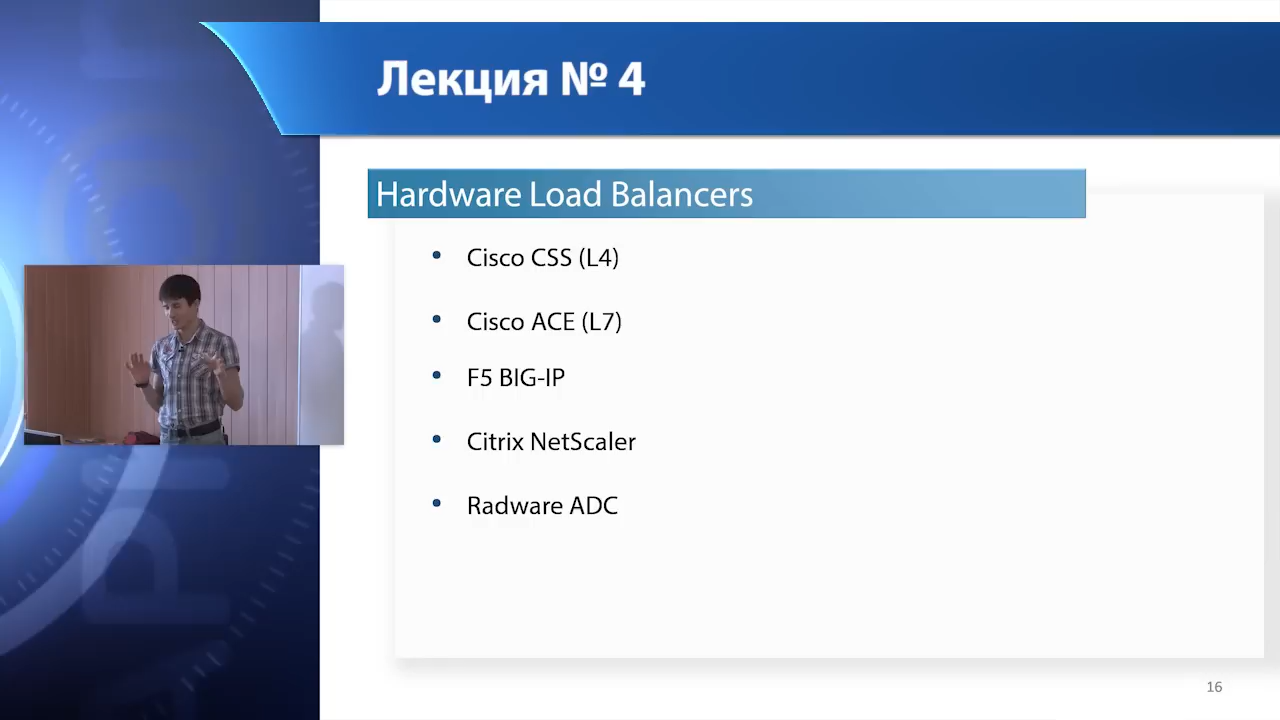 Лекция № 4
Hardware Load Balancers
• Cisco CSS (L4)
• Cisco ACE (L7)
• F5 BIG-IP
• Citrix NetScaler
• Radware ADC
16